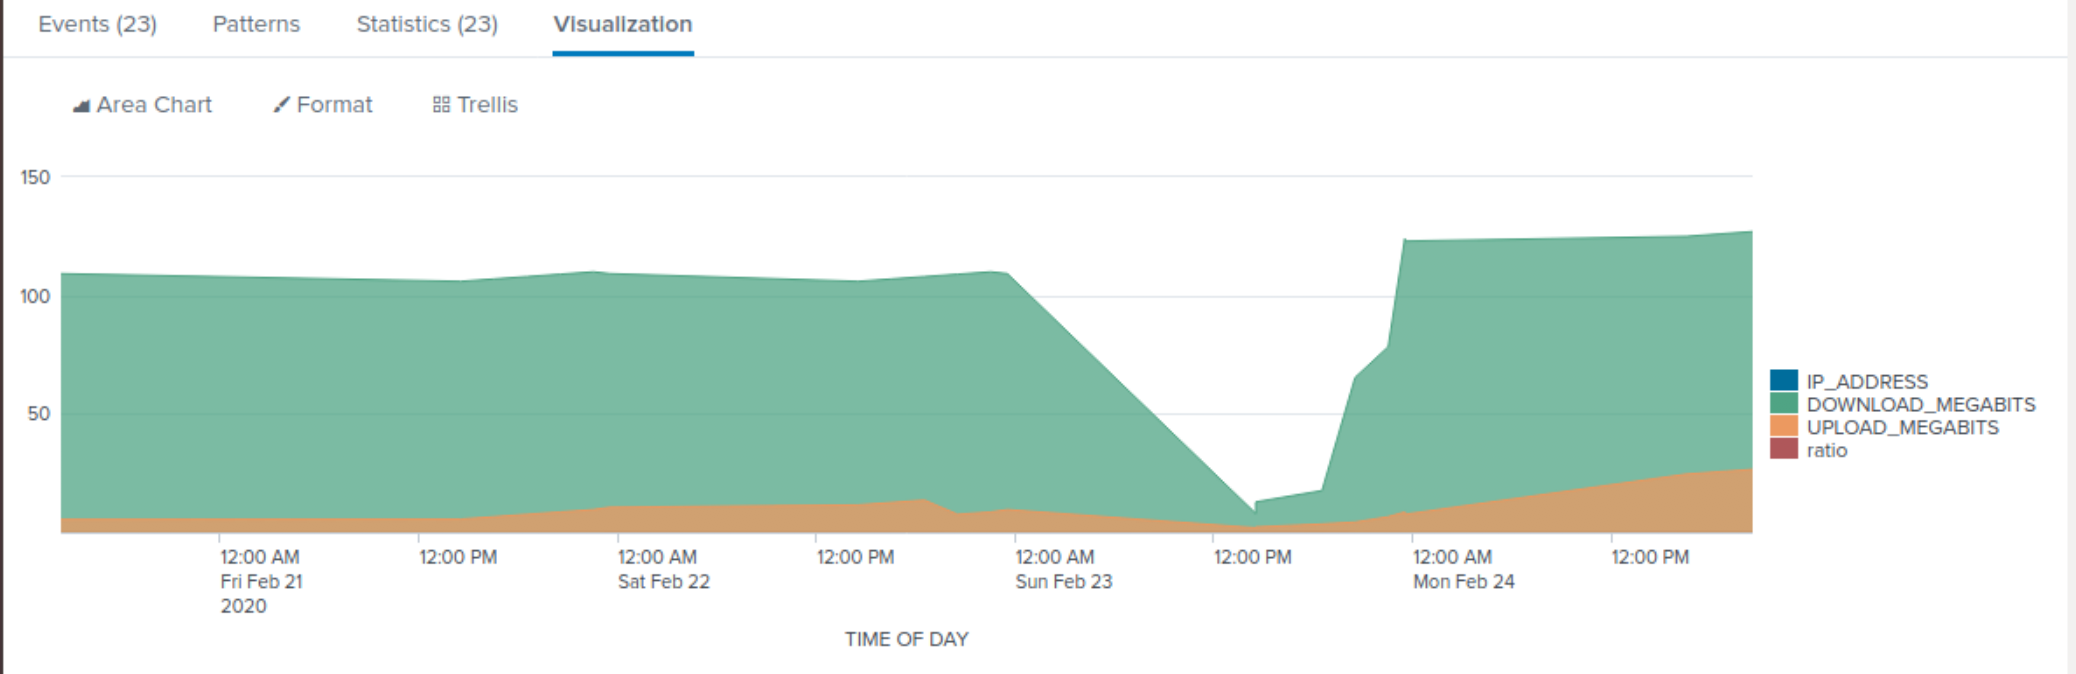 Events (23) Patterns Statistics (23) Visualization
Area Chart Format Trellis
150
100
50
IP_ADDRESS
DOWNLOAD_MEGABITS
UPLOAD_MEGABITS
ratio
12:00 AM 12:00 PM 12:00 AM 12:00 PM 12:00 AM 12:00 PM 12:00 AM 12:00 PM
Fri Feb 21 Sat Feb 22 Sun Feb 23 Mon Feb 24
2020
TIME OF DAY